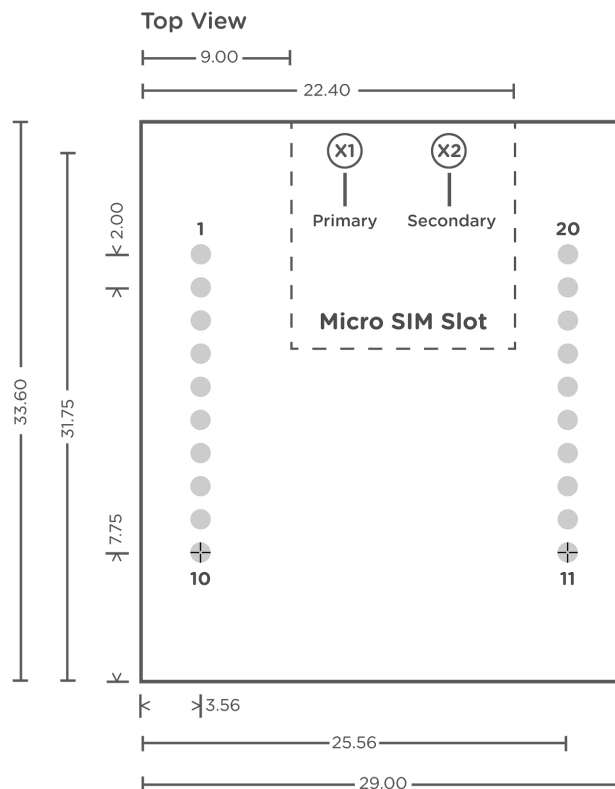 Top View
9.00
22.40
X1 X2
Primary Secondary
2.00
1 20
Micro SIM Slot
33.60
31.75
7.75
10 11
3.56
25.56
29.00